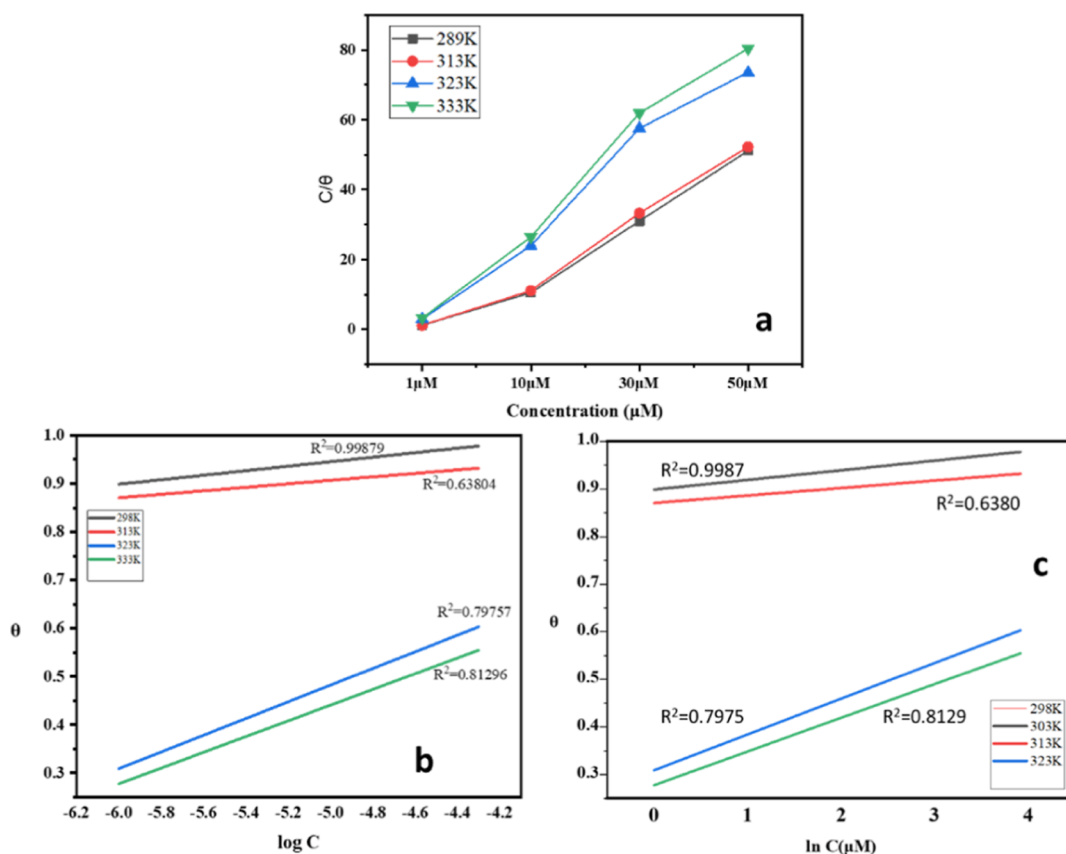 289K
313K
323K
333K
80
60
40
20
0
C/θ
1μM
10μM
30μM
50μM
Concentration (μM)
a
1.0
0.9
0.8
0.7
0.6
0.5
0.4
0.3
θ
R²=0.99879
R²=0.63804
298K
313K
323K
333K
R²=0.79757
R²=0.81296
b
-6.2 -6.0 -5.8 -5.6 -5.4 -5.2 -5.0 -4.8 -4.6 -4.4 -4.2
log C
1.0
0.9
0.8
0.7
0.6
0.5
0.4
0.3
θ
R²=0.9987
R²=0.6380
c
R²=0.7975
R²=0.8129
298K
303K
313K
323K
0 1 2 3 4
ln C(μM)